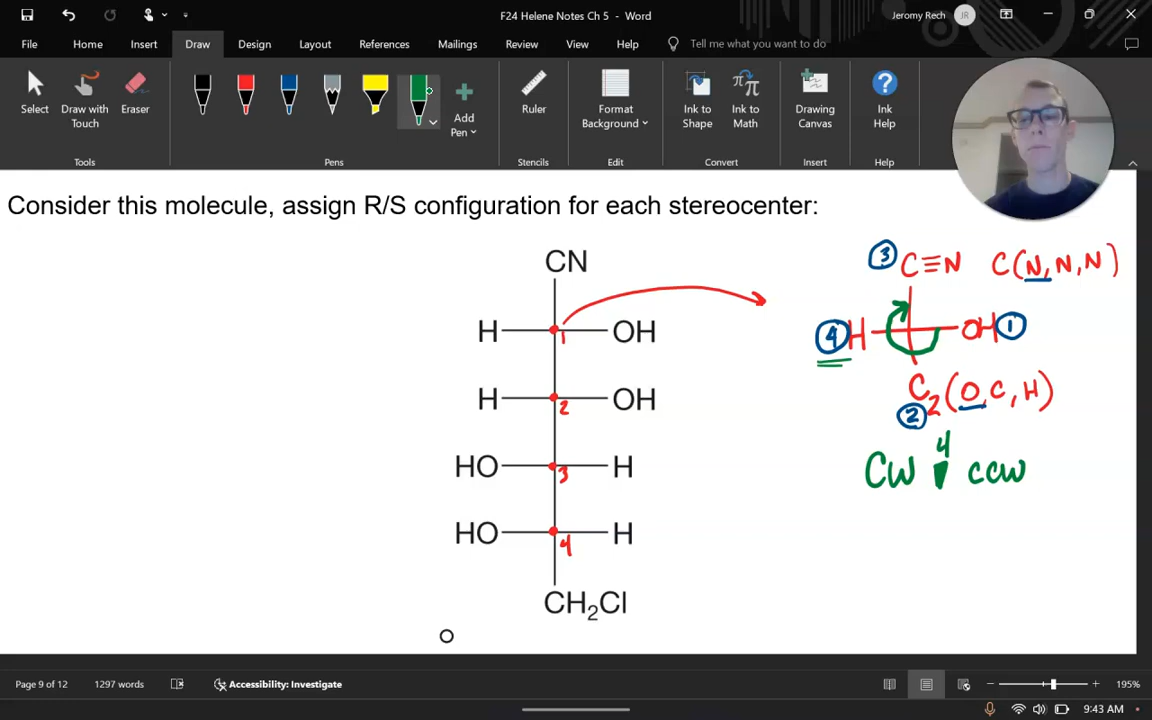 F24 Helene Notes Ch 5 - Word
Jeromy Rech
JR
File Home Insert Draw Design Layout References Mailings Review View Help Tell me what you want to do
Select Draw with Touch Eraser Add Pen Ruler Format Background Ink to Shape Ink to Math Drawing Canvas Ink Help
Tools Pens Stencils Edit Convert Insert Help
Consider this molecule, assign R/S configuration for each stereocenter:
CN
H OH
1
H OH
2
HO H
3
HO H
4
CH₂Cl
③ C≡N C(N,N,N)
④ H OH ①
C₂(O,C,H)
②
4
CW CCW
Page 9 of 12 1297 words Accessibility: Investigate 195%
9:43 AM